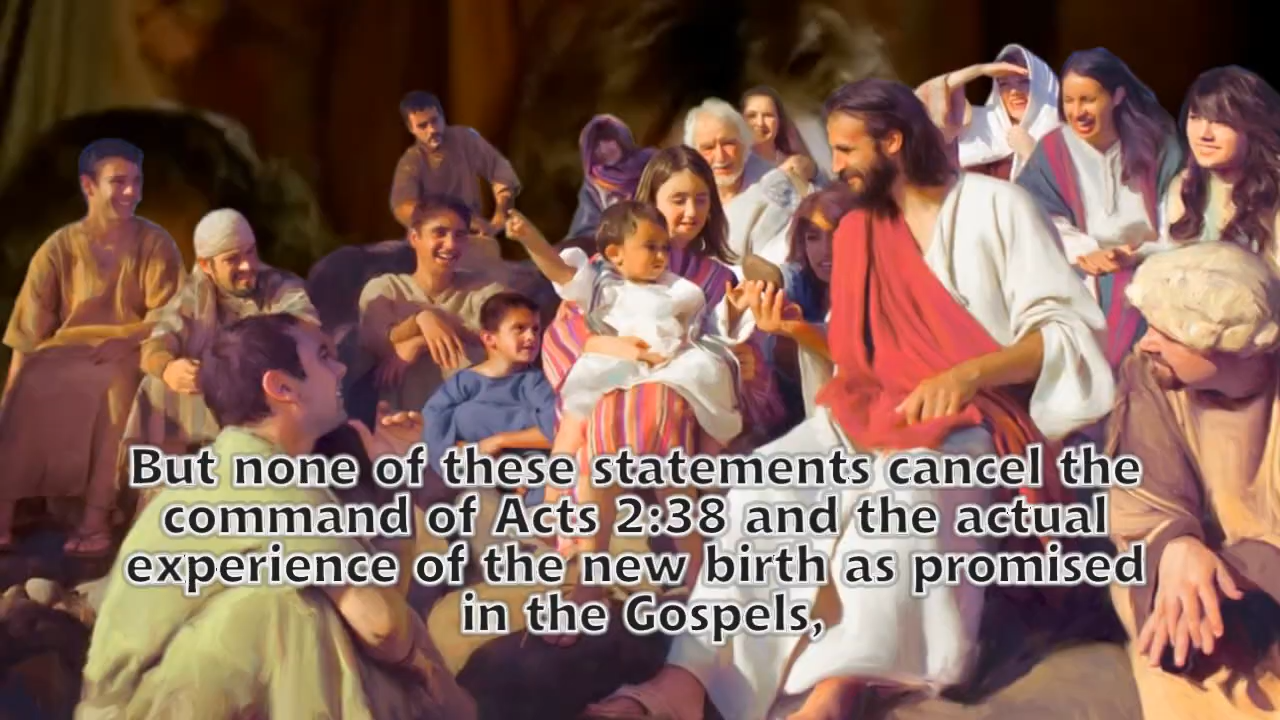 But none of these statements cancel the
command of Acts 2:38 and the actual
experience of the new birth as promised
in the Gospels,